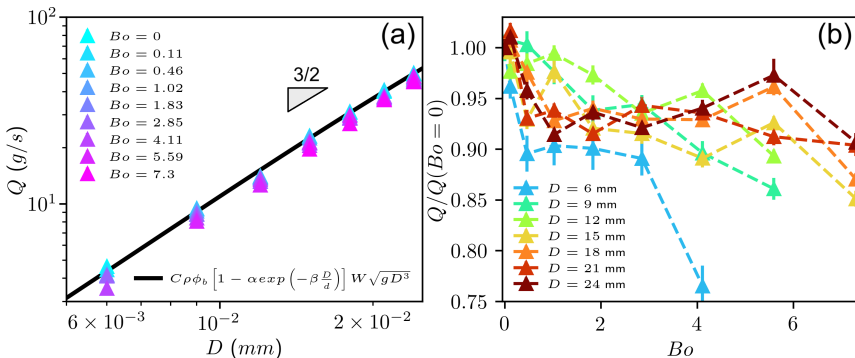 (a)
10^2
10^1
Q (g/s)
Bo = 0
Bo = 0.11
Bo = 0.46
Bo = 1.02
Bo = 1.83
Bo = 2.85
Bo = 4.11
Bo = 5.59
Bo = 7.3
3/2
Cρϕ_b [1 − αexp (−β D/d)] W √gD^3
6 × 10^−3
10^−2
2 × 10^−2
D (mm)
(b)
1.00
0.95
0.90
0.85
0.80
0.75
Q/Q(Bo = 0)
D = 6 mm
D = 9 mm
D = 12 mm
D = 15 mm
D = 18 mm
D = 21 mm
D = 24 mm
0 2 4 6
Bo